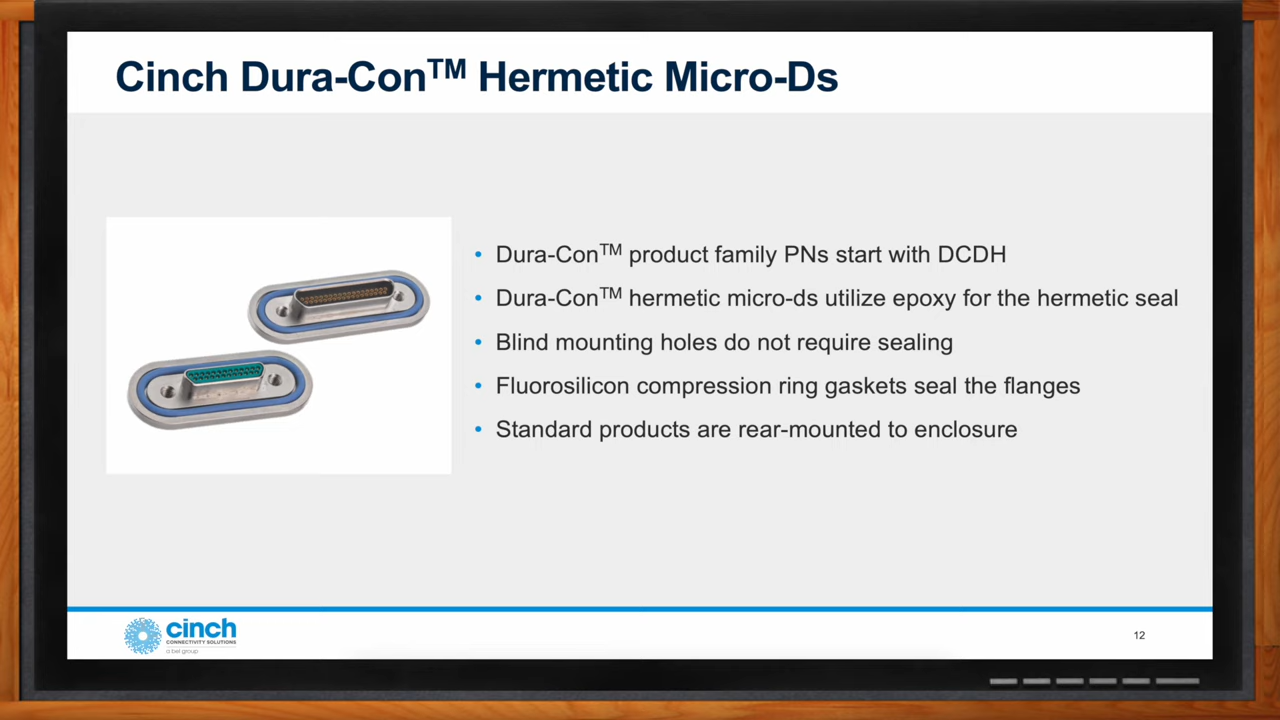 Cinch Dura-Con™ Hermetic Micro-Ds
• Dura-Con™ product family PNs start with DCDH
• Dura-Con™ hermetic micro-ds utilize epoxy for the hermetic seal
• Blind mounting holes do not require sealing
• Fluorosilicon compression ring gaskets seal the flanges
• Standard products are rear-mounted to enclosure
cinch
CONNECTIVITY SOLUTIONS
a bel group
12